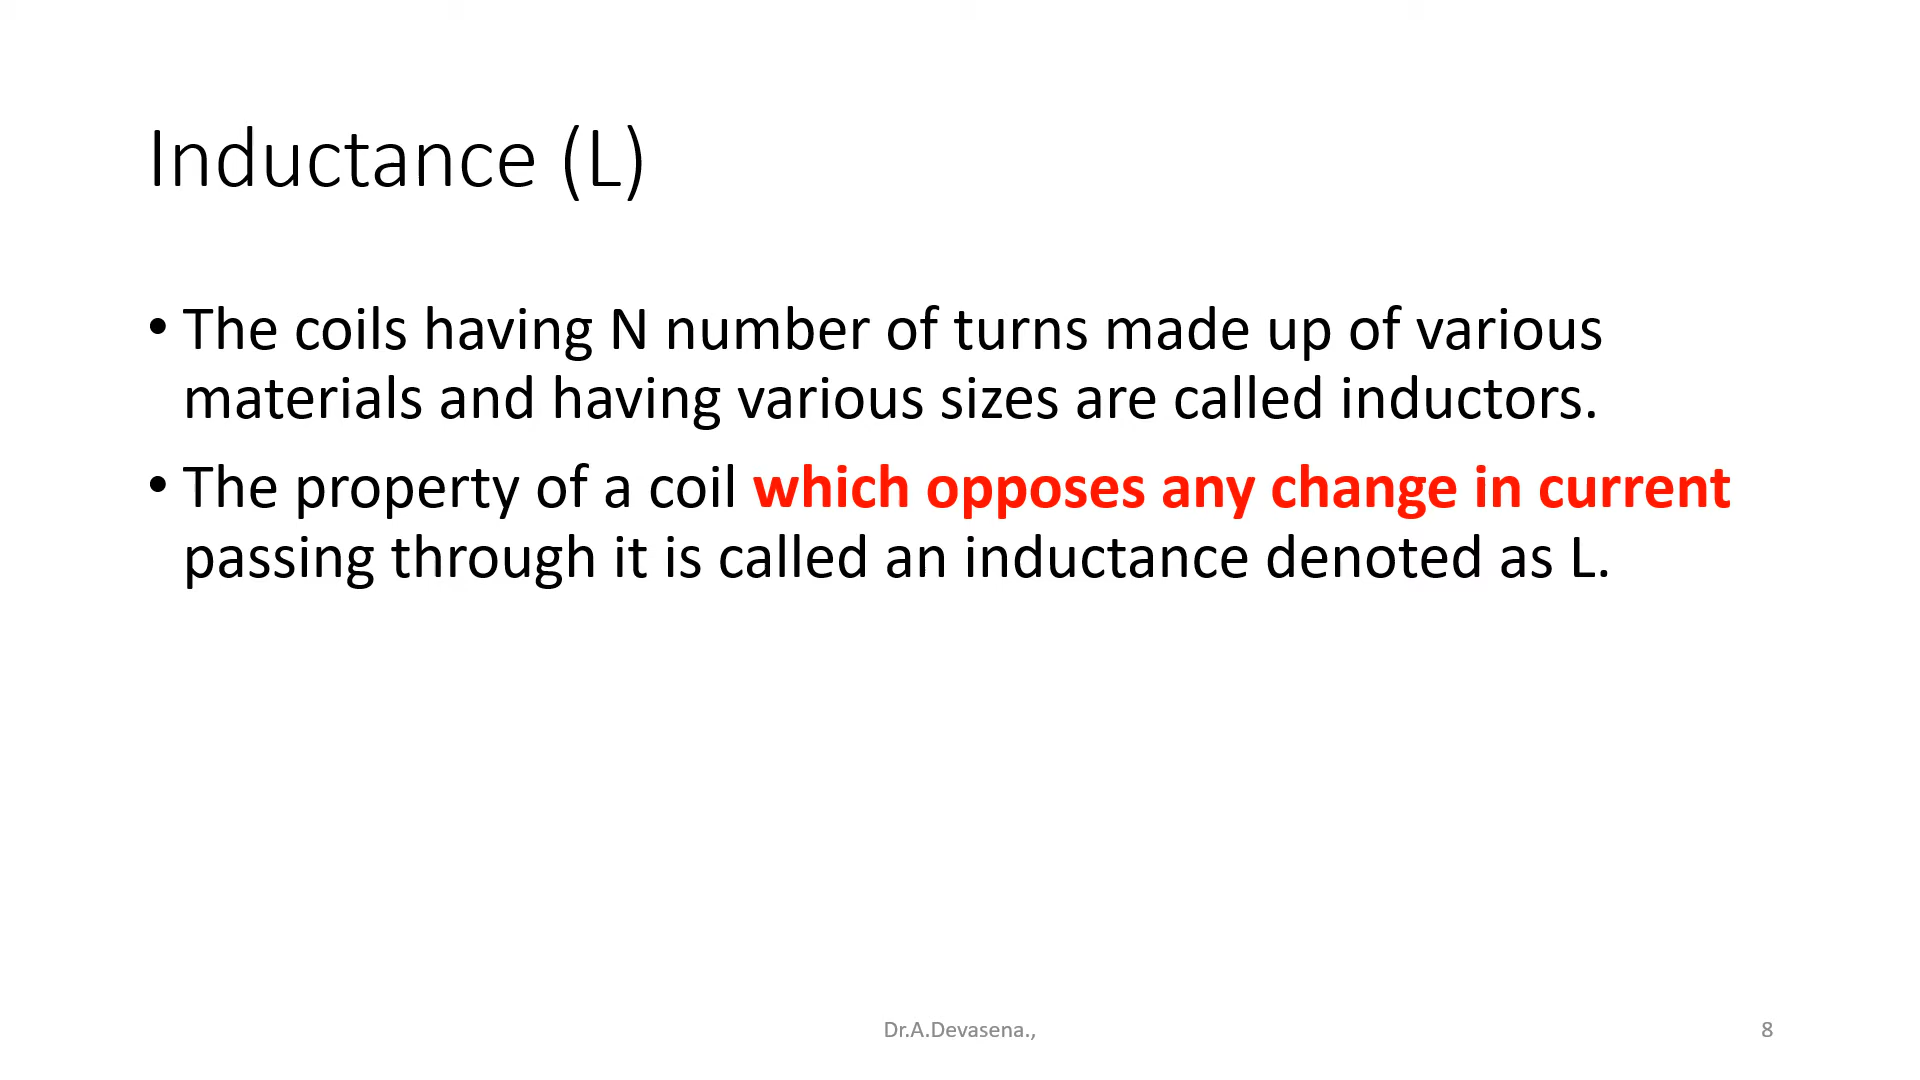 Inductance (L)
• The coils having N number of turns made up of various
materials and having various sizes are called inductors.
• The property of a coil which opposes any change in current
passing through it is called an inductance denoted as L.
Dr.A.Devasena.,
8